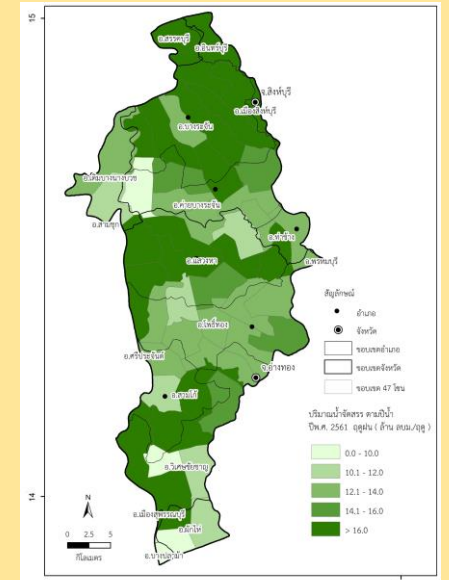 15
อ.สรรคบุรี
อ.อินทร์บุรี
จ.สิงห์บุรี
อ.เมืองสิงห์บุรี
อ.บางระจัน
อ.เดิมบางนางบวช
อ.ค่ายบางระจัน
อ.สามชุก
อ.ท่าช้าง
อ.แสวงหา
อ.พรหมบุรี
อ.โพธิ์ทอง
อ.ศรีประจันต์
จ.อ่างทอง
อ.สามโก้
อ.วิเศษชัยชาญ
อ.เมืองสุพรรณบุรี
อ.ผักไห่
อ.บางปลาม้า
14
N
0 2.5 5
กิโลเมตร
สัญลักษณ์
อำเภอ
จังหวัด
ขอบเขตอำเภอ
ขอบเขตจังหวัด
ขอบเขต 47 โซน
ปริมาณน้ำจัดสรร ตามปีน้ำ
ปีพ.ศ. 2561 ฤดูฝน ( ล้าน ลบม./ฤดู )
0.0 - 10.0
10.1 - 12.0
12.1 - 14.0
14.1 - 16.0
> 16.0